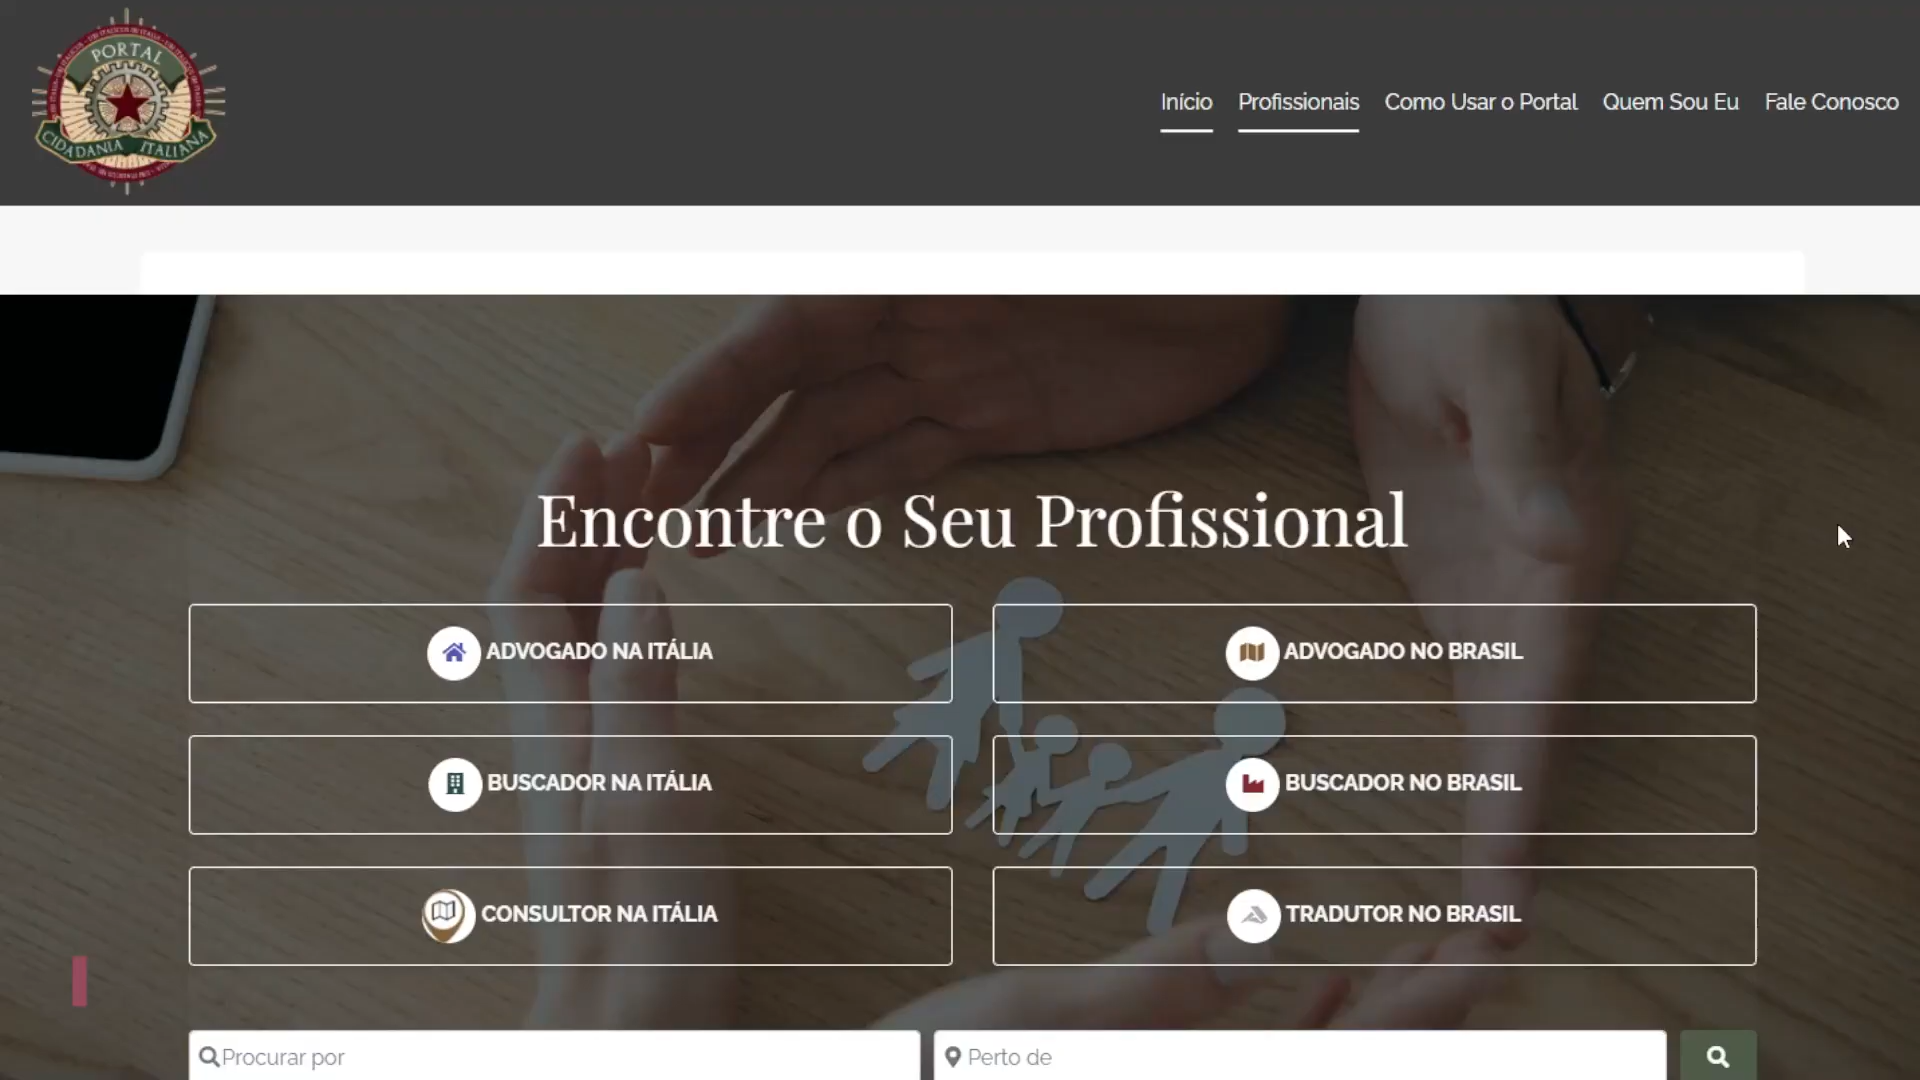 PORTAL
CIDADANIA ITALIANA
Início
Profissionais
Como Usar o Portal
Quem Sou Eu
Fale Conosco
Encontre o Seu Profissional
ADVOGADO NA ITÁLIA
ADVOGADO NO BRASIL
BUSCADOR NA ITÁLIA
BUSCADOR NO BRASIL
CONSULTOR NA ITÁLIA
TRADUTOR NO BRASIL
Procurar por
Perto de